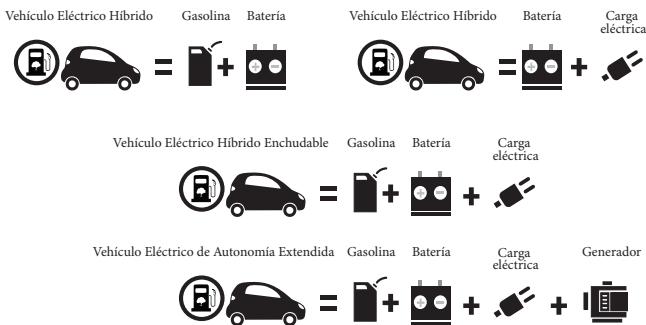 Vehículo Eléctrico Híbrido
Gasolina
Batería
Vehículo Eléctrico Híbrido
Batería
Carga
eléctrica
Vehículo Eléctrico Híbrido Enchudable
Gasolina
Batería
Carga
eléctrica
Vehículo Eléctrico de Autonomía Extendida
Gasolina
Batería
Carga
eléctrica
Generador